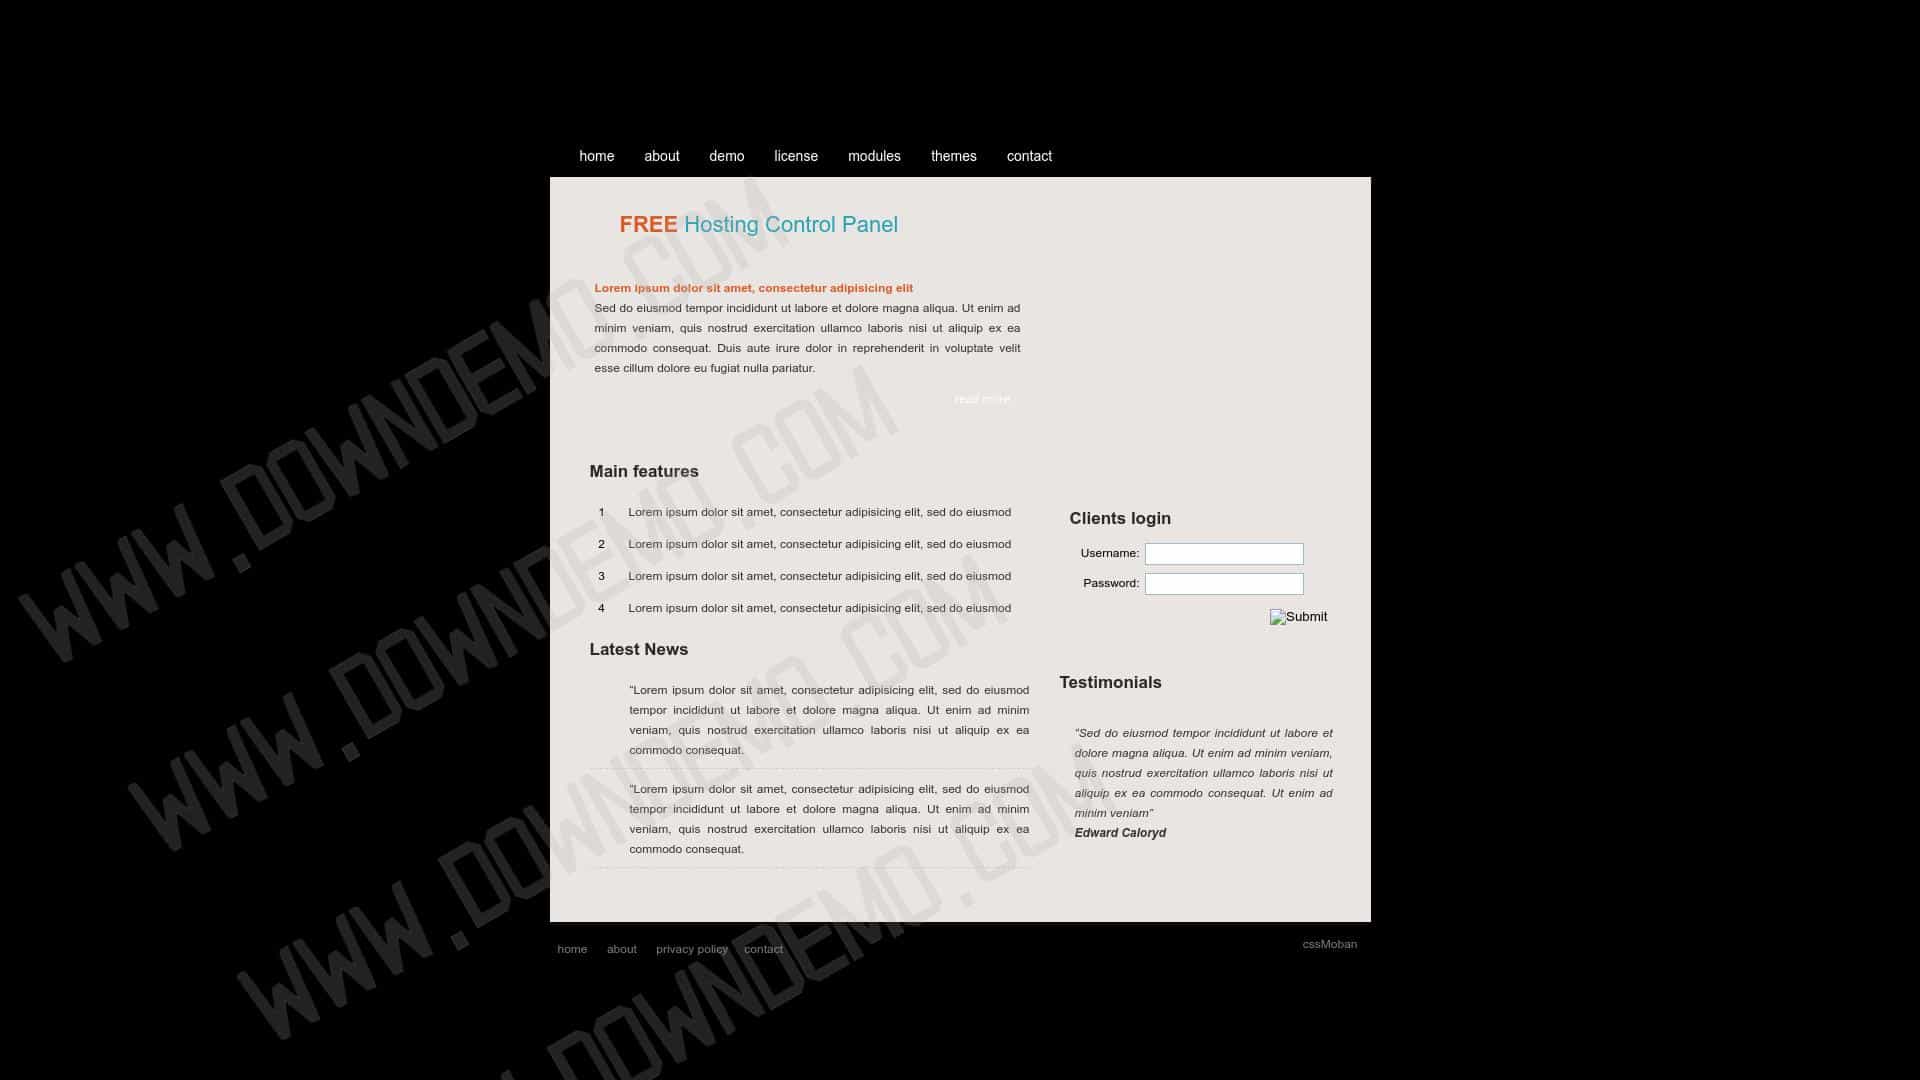 home about demo license modules themes contact
FREE Hosting Control Panel
Lorem ipsum dolor sit amet, consectetur adipisicing elit
Sed do eiusmod tempor incididunt ut labore et dolore magna aliqua. Ut enim ad
minim veniam, quis nostrud exercitation ullamco laboris nisi ut aliquip ex ea
commodo consequat. Duis aute irure dolor in reprehenderit in voluptate velit
esse cillum dolore eu fugiat nulla pariatur.
read more
Main features
1 Lorem ipsum dolor sit amet, consectetur adipisicing elit, sed do eiusmod
2 Lorem ipsum dolor sit amet, consectetur adipisicing elit, sed do eiusmod
3 Lorem ipsum dolor sit amet, consectetur adipisicing elit, sed do eiusmod
4 Lorem ipsum dolor sit amet, consectetur adipisicing elit, sed do eiusmod
Latest News
"Lorem ipsum dolor sit amet, consectetur adipisicing elit, sed do eiusmod
tempor incididunt ut labore et dolore magna aliqua. Ut enim ad minim
veniam, quis nostrud exercitation ullamco laboris nisi ut aliquip ex ea
commodo consequat.
"Lorem ipsum dolor sit amet, consectetur adipisicing elit, sed do eiusmod
tempor incididunt ut labore et dolore magna aliqua. Ut enim ad minim
veniam, quis nostrud exercitation ullamco laboris nisi ut aliquip ex ea
commodo consequat.
Clients login
Username:
Password:
Submit
Testimonials
"Sed do eiusmod tempor incididunt ut labore et
dolore magna aliqua. Ut enim ad minim veniam,
quis nostrud exercitation ullamco laboris nisi ut
aliquip ex ea commodo consequat. Ut enim ad
minim veniam"
Edward Caloryd
home about privacy policy contact
cssMoban
WWW.DOWNDEMO.COM
WWW.DOWNDEMO.COM
WWW.DOWNDEMO.COM
.DOWNDEMO.COM